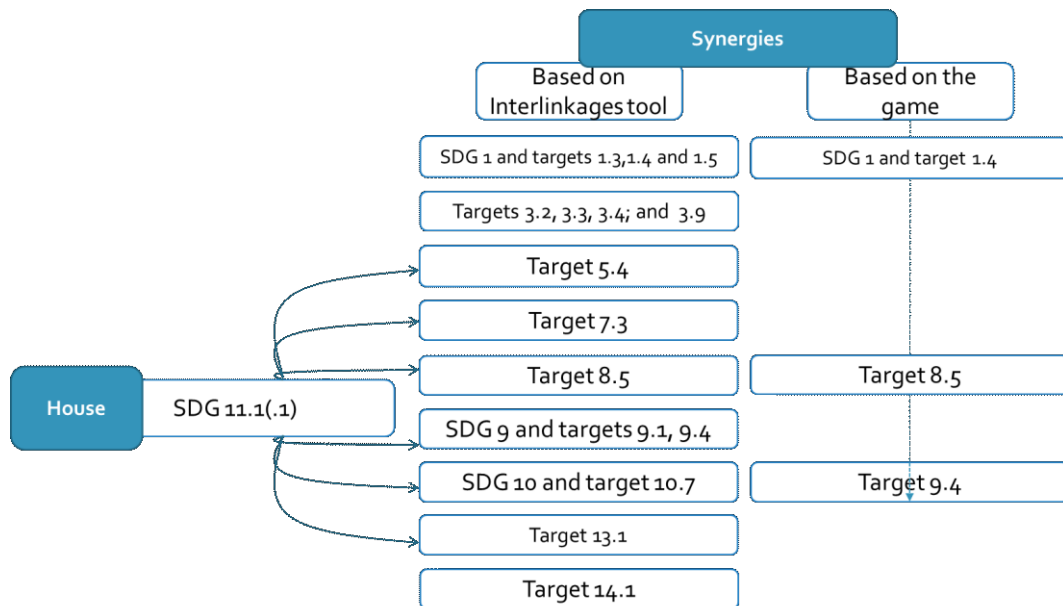 Synergies
Based on
Interlinkages tool
Based on the
game
SDG 1 and targets 1.3,1.4 and 1.5
SDG 1 and target 1.4
Targets 3.2, 3.3, 3.4; and 3.9
Target 5.4
Target 7.3
Target 8.5
Target 8.5
House
SDG 11.1(.1)
SDG 9 and targets 9.1, 9.4
SDG 10 and target 10.7
Target 9.4
Target 13.1
Target 14.1